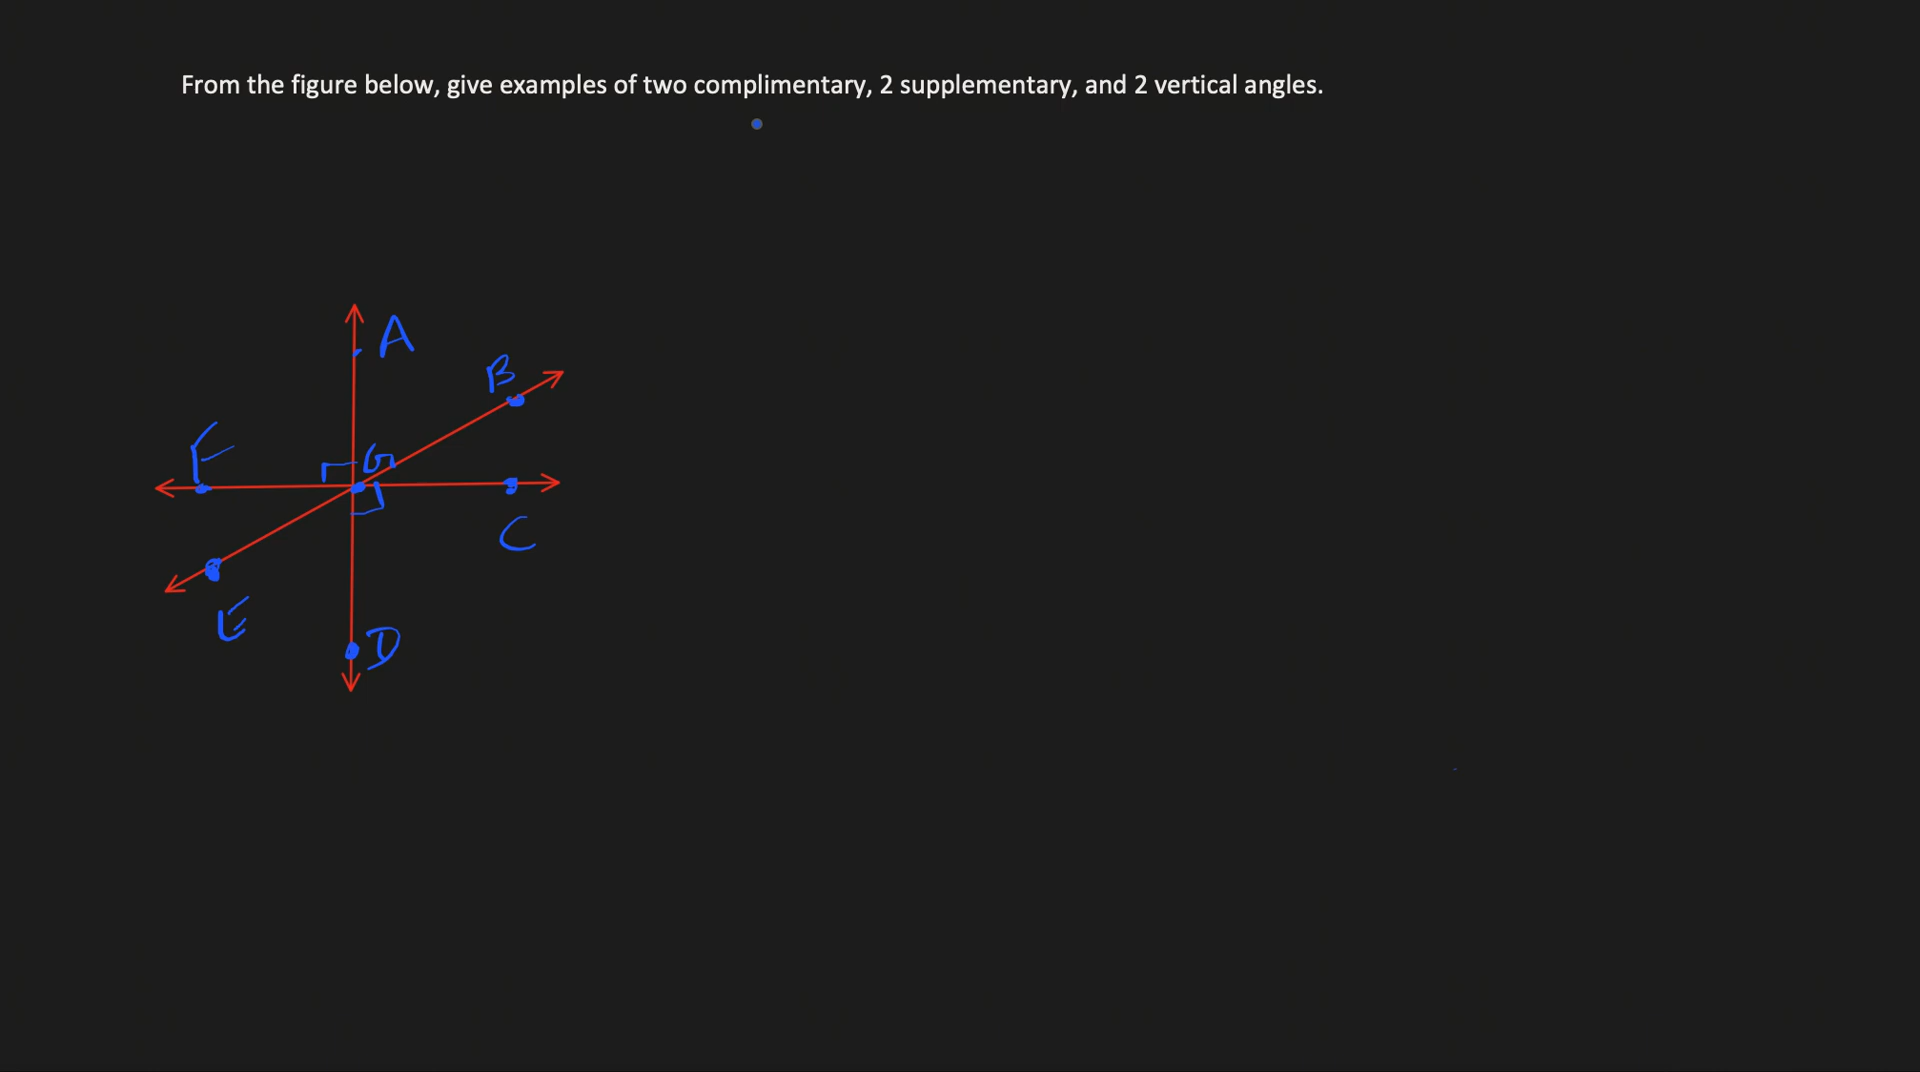 From the figure below, give examples of two complimentary, 2 supplementary, and 2 vertical angles.
A
B
F
G
C
E
D